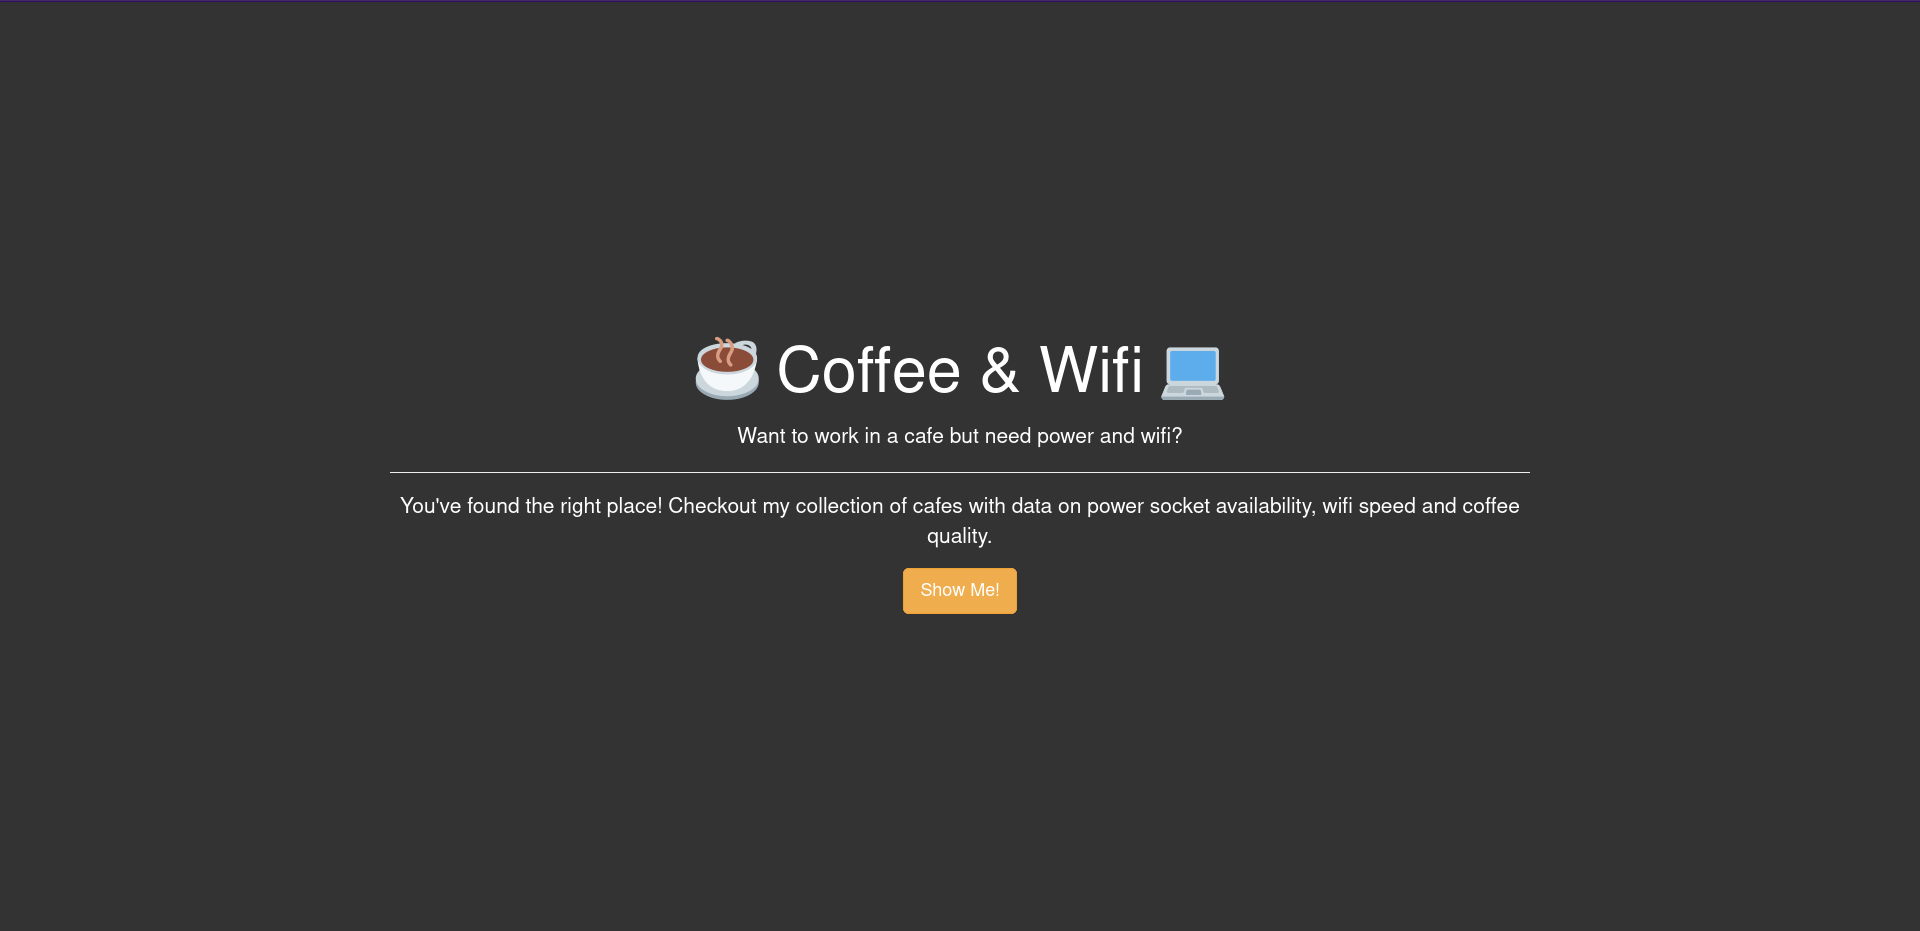 ☕ Coffee & Wifi 💻
Want to work in a cafe but need power and wifi?
You've found the right place! Checkout my collection of cafes with data on power socket availability, wifi speed and coffee
quality.
Show Me!